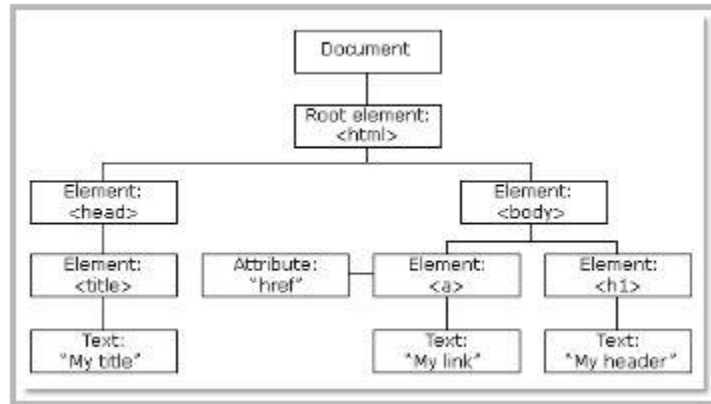 Document
Root element:
<html>
Element:
<head>
Element:
<body>
Element:
<title>
Attribute:
"href"
Element:
<a>
Element:
<h1>
Text:
"My title"
Text:
"My link"
Text:
"My header"